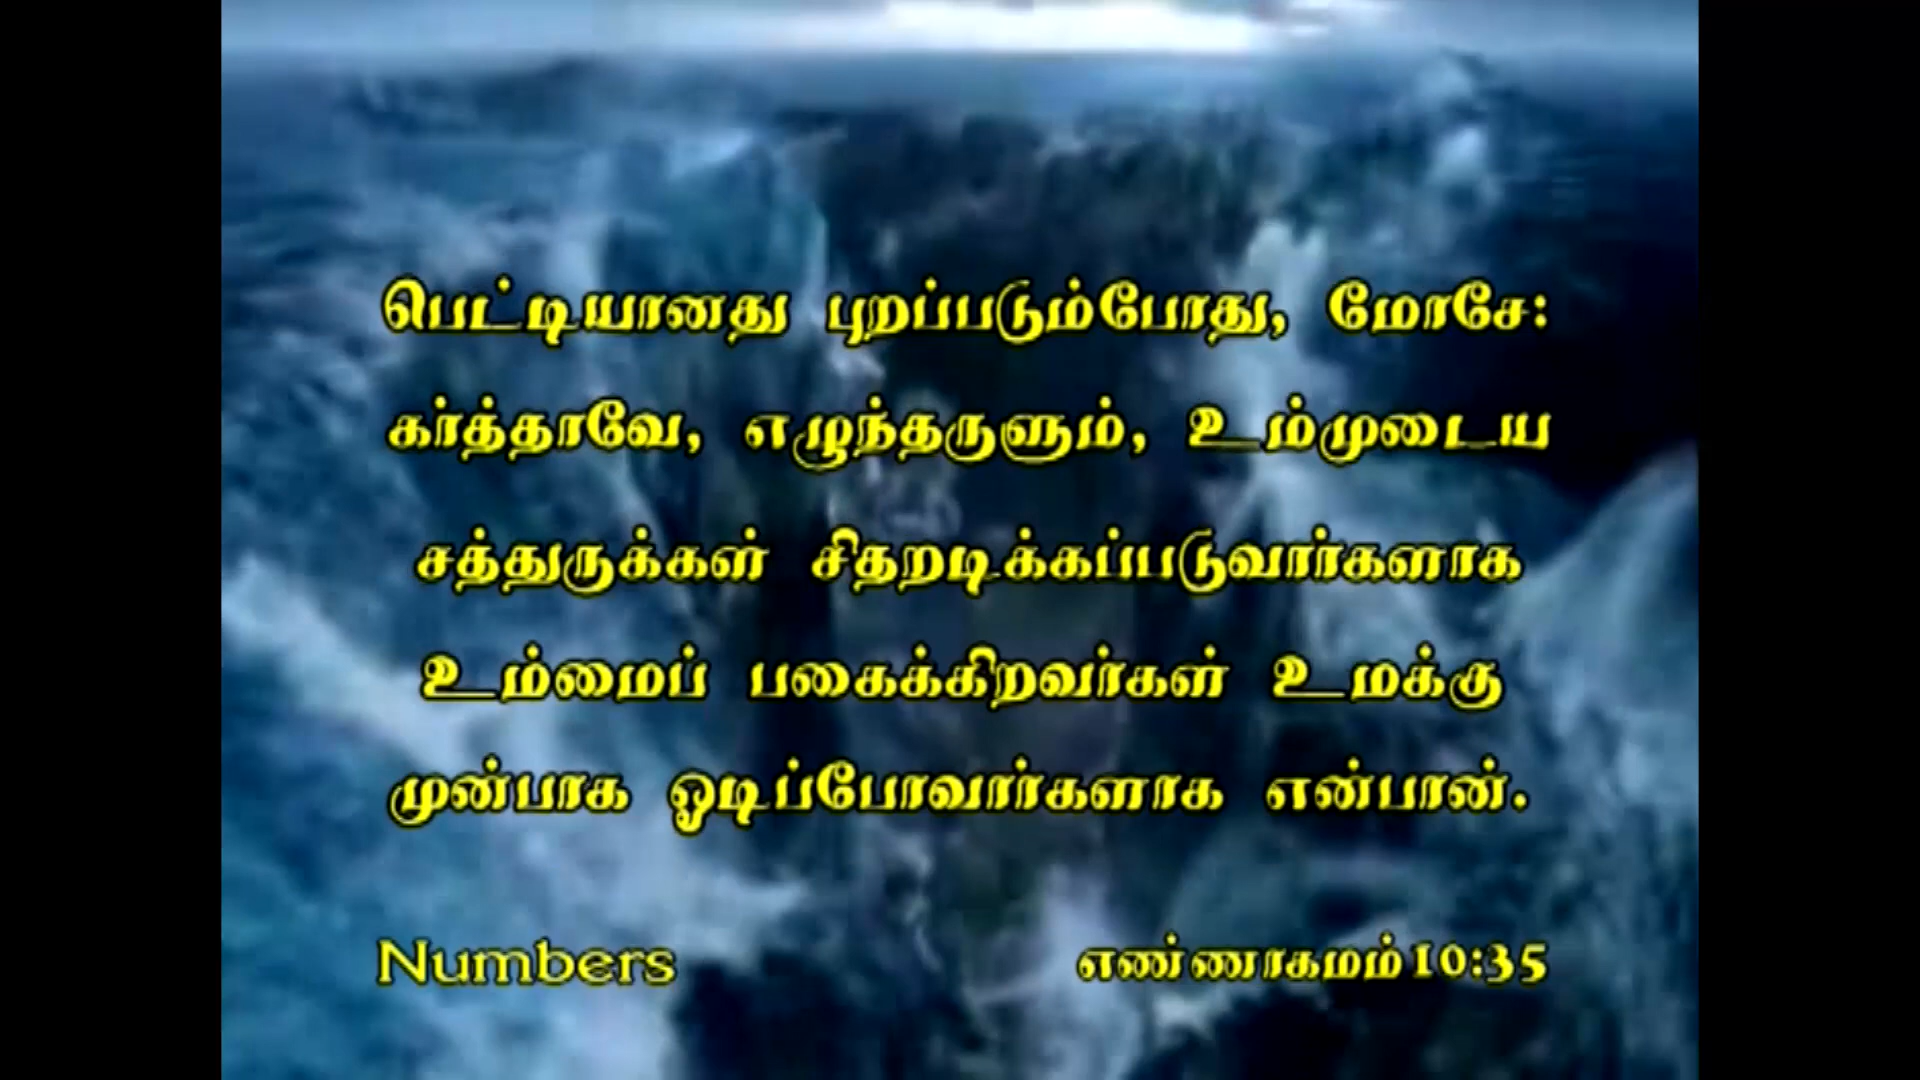 பெட்டியானது புறப்படும்போது, மோசே:
கர்த்தாவே, எழுந்தருளும், உம்முடைய
சத்துருக்கள் சிதறடிக்கப்படுவார்களாக
உம்மைப் பகைக்கிறவர்கள் உமக்கு
முன்பாக ஓடிப்போவார்களாக என்பான்.
Numbers எண்ணாகமம் 10:35